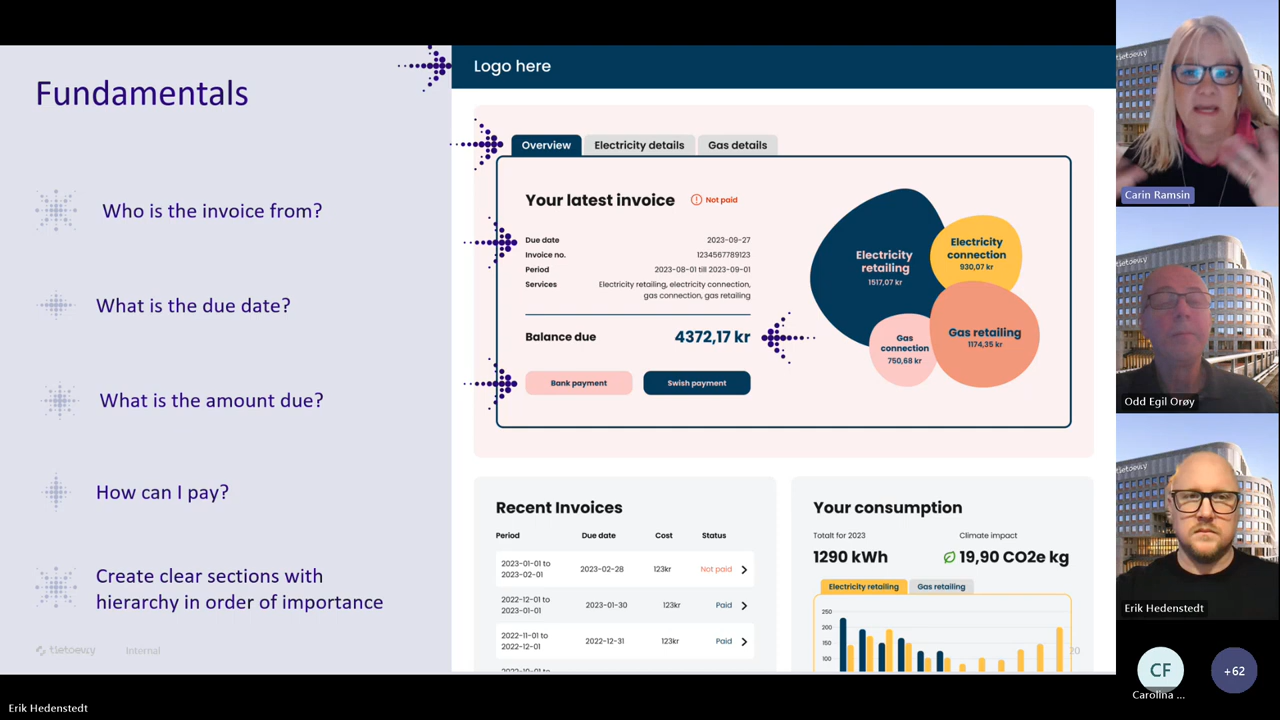 Fundamentals
Who is the invoice from?
What is the due date?
What is the amount due?
How can I pay?
Create clear sections with
hierarchy in order of importance
tietoevry
Internal
Logo here
Overview
Electricity details
Gas details
Your latest invoice
Not paid
Due date 2023-09-27
Invoice no. 1234567789123
Period 2023-08-01 till 2023-09-01
Services Electricity retailing, electricity connection,
gas connection, gas retailing
Balance due 4372,17 kr
Bank payment
Swish payment
Electricity
retailing
1517,07 kr
Electricity
connection
930,07 kr
Gas
connection
750,68 kr
Gas retailing
1174,35 kr
Recent Invoices
Period Due date Cost Status
2023-01-01 to
2023-02-01
2023-02-28 123kr Not paid
2022-12-01 to
2023-01-01
2023-01-30 123kr Paid
2022-11-01 to
2022-12-01
2022-12-31 123kr Paid
Your consumption
Totalt for 2023
1290 kWh
Climate impact
19,90 CO2e kg
Electricity retailing
Gas retailing
250
200
150
100
20
Carin Ramsin
Odd Egil Orøy
Erik Hedenstedt
CF
Carolina ...
+62
Erik Hedenstedt